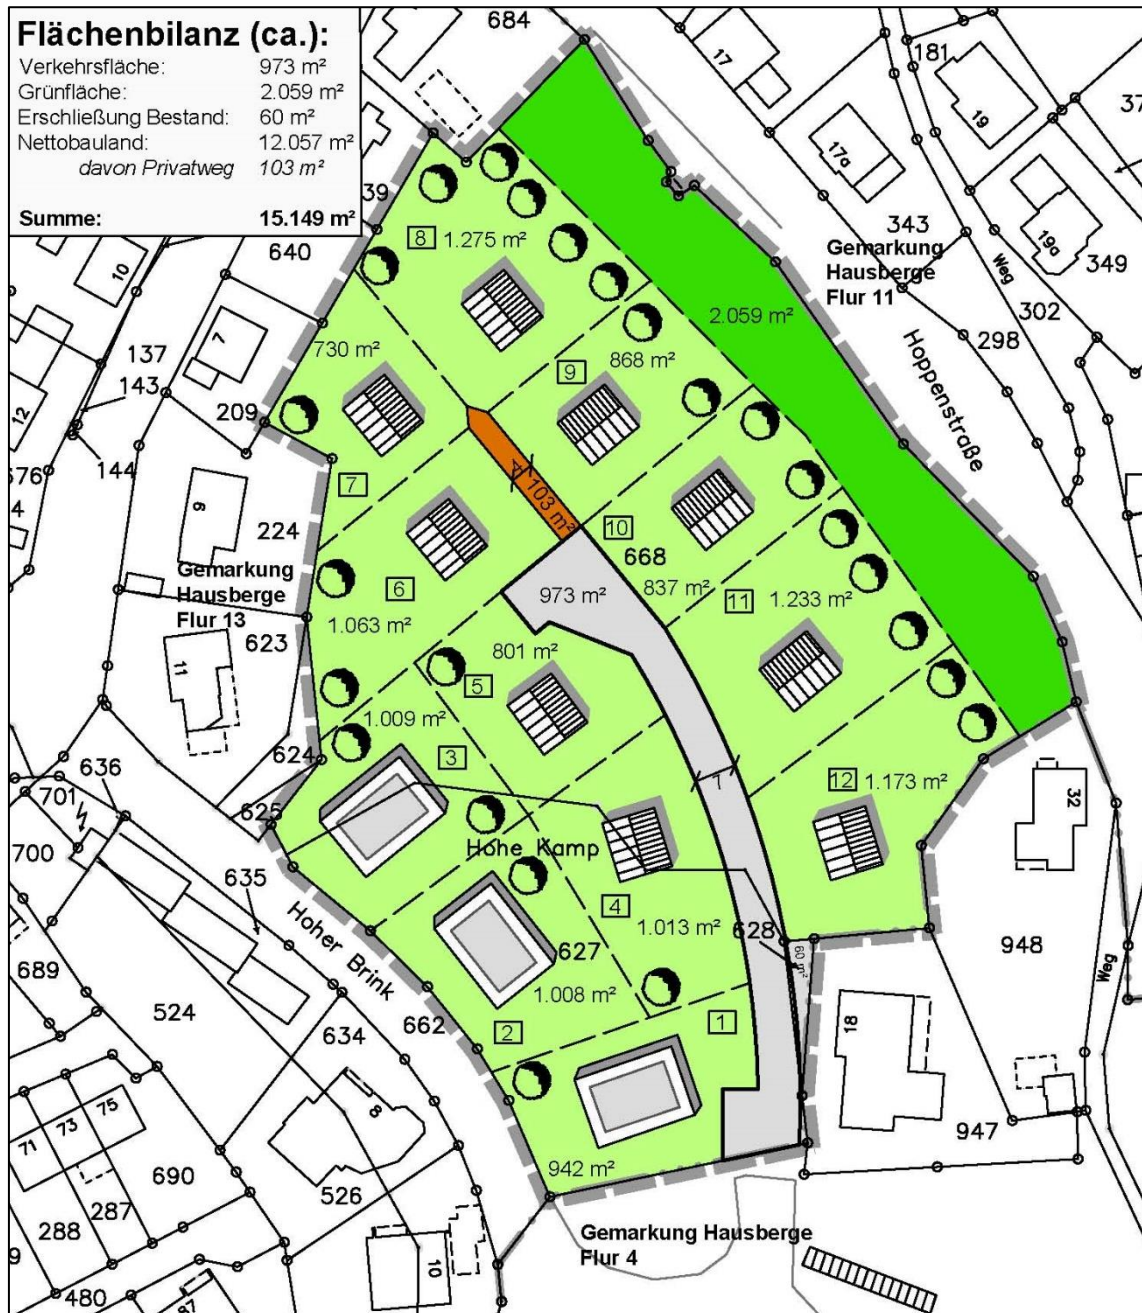 Flächenbilanz (ca.):
Verkehrsfläche: 973 m²
Grünfläche: 2.059 m²
Erschließung Bestand: 60 m²
Nettobauland: 12.057 m²
davon Privatweg 103 m²
Summe: 15.149 m²
684
17
181
19
17a
343
Gemarkung
Hausberge
Flur 11
19a
349
Weg
302
298
Hoppenstraße
39
640
10
137
7
143
209
12
144
576
4
6
224
Gemarkung
Hausberge
Flur 13
623
11
8
1.275 m²
730 m²
9
868 m²
2.059 m²
7
103 m²
10
668
837 m²
11
1.233 m²
6
1.063 m²
973 m²
801 m²
5
1.009 m²
3
624
625
636
701
700
635
12
1.173 m²
32
Hohe Kamp
4
1.013 m²
628
60 m²
627
1.008 m²
2
1
942 m²
Hoher Brink
662
634
689
524
8
18
948
Weg
947
71
73
75
690
287
288
526
10
480
87
Gemarkung Hausberge
Flur 4